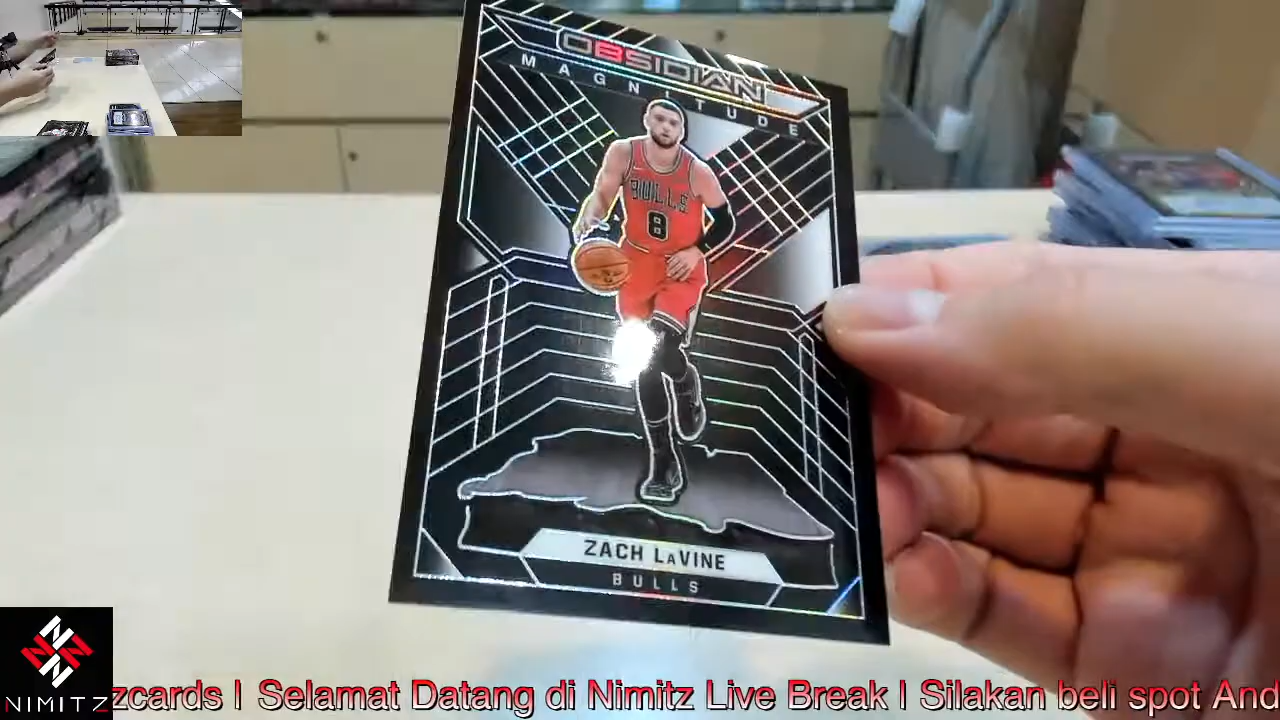 OBSIDIAN
MAGNITUDE
BULLS
8
ZACH LAVINE
BULLS
NIMITZ
zcards | Selamat Datang di Nimitz Live Break | Silakan beli spot And